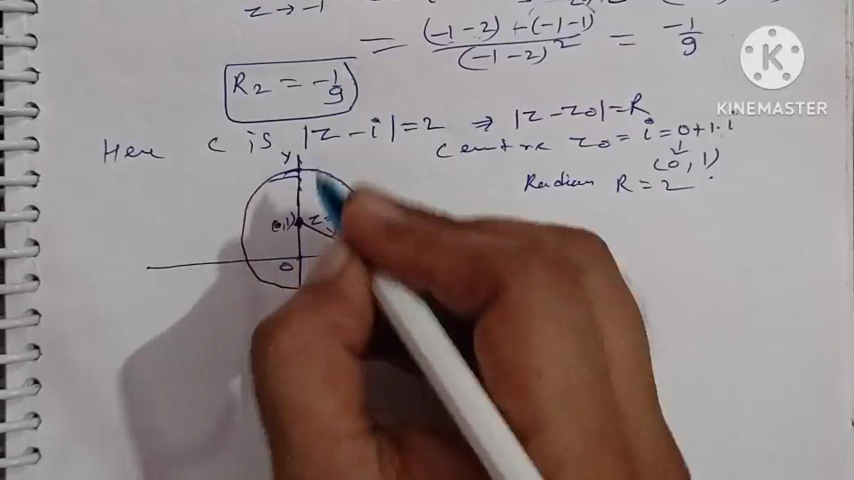 z → -1
= (-1-2) + (-1-1) / (-1-2)² = -1/9
R₂ = -1/9
Here C is |z - i| = 2 ⇒ |z - z₀| = R
Centre z₀ = i = 0 + 1.i
(0, 1)
Radius R = 2
Y
(0,1) z=
0
K
KINEMASTER